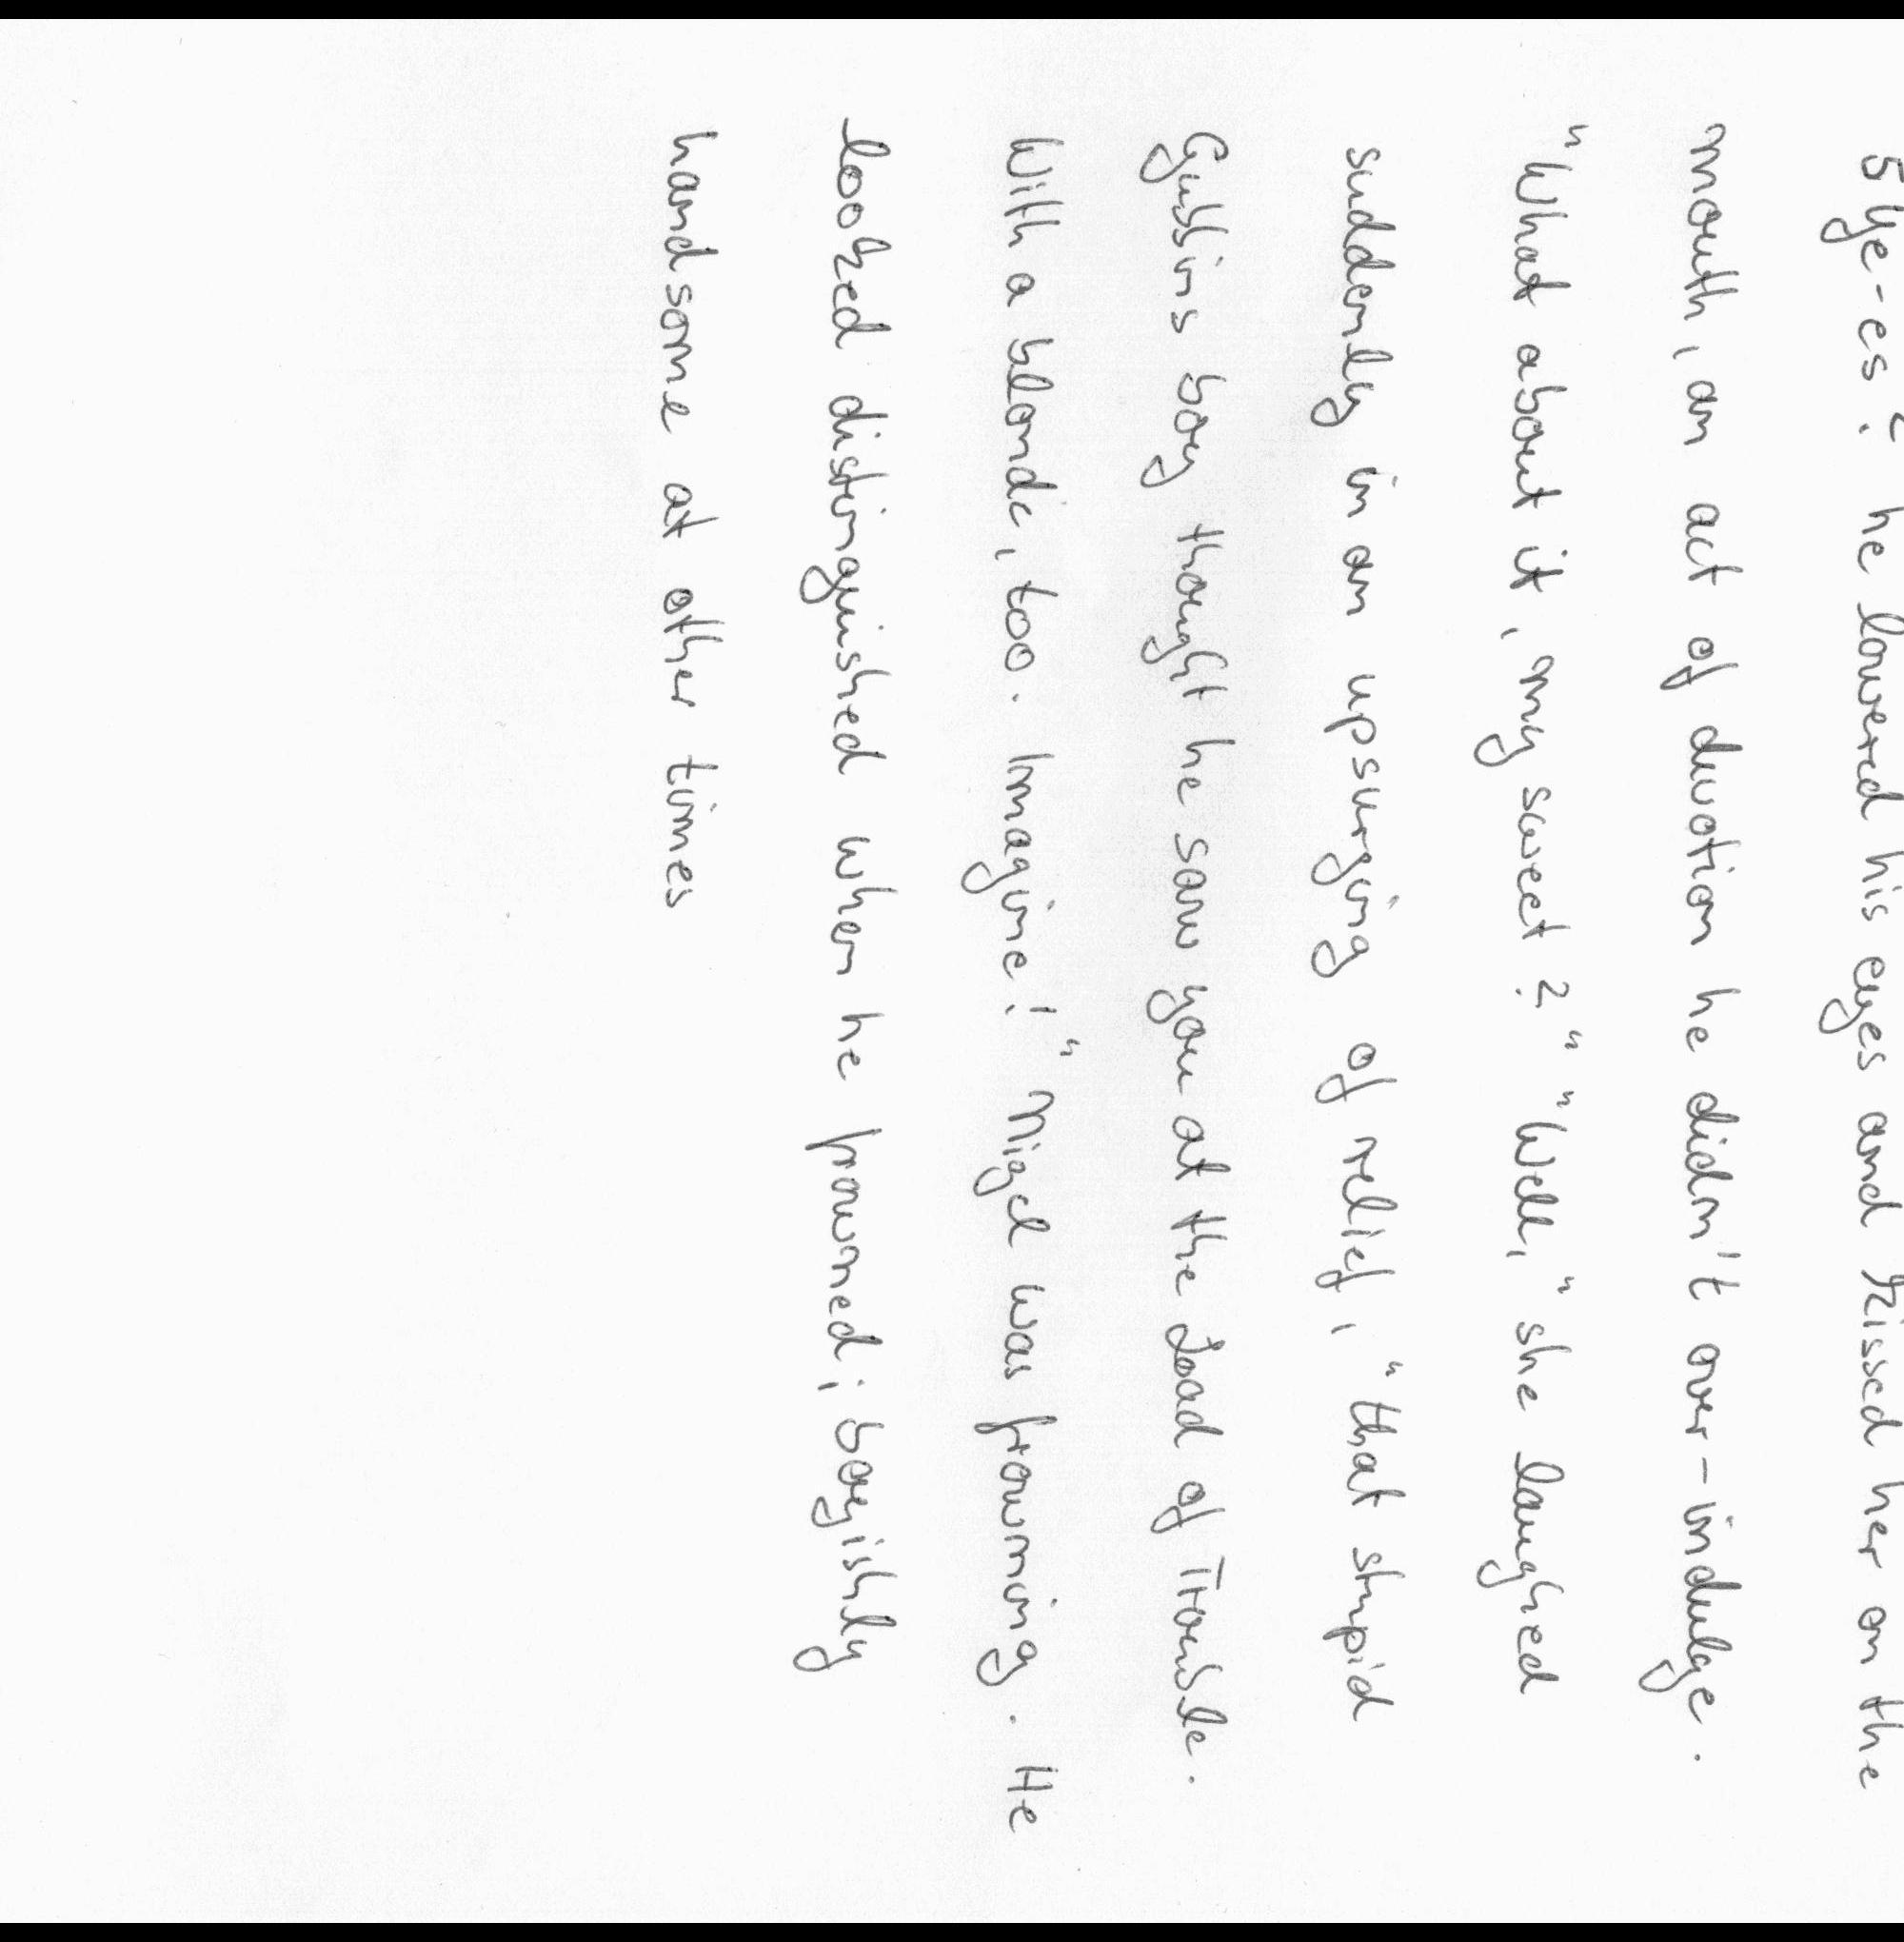 5ye-es? he lowered his eyes and kissed her on the
mouth, an act of devotion he didn't over-indulge.
"What about it, my sweet?" "Well," she laughed
suddenly in an upsurging of relief, "that stupid
Gubbins boy thought he saw you at the Load of Trouble.
With a blonde, too. Imagine!" Nigel was frowning. He
looked distinguished when he frowned; boyishly
handsome at other times